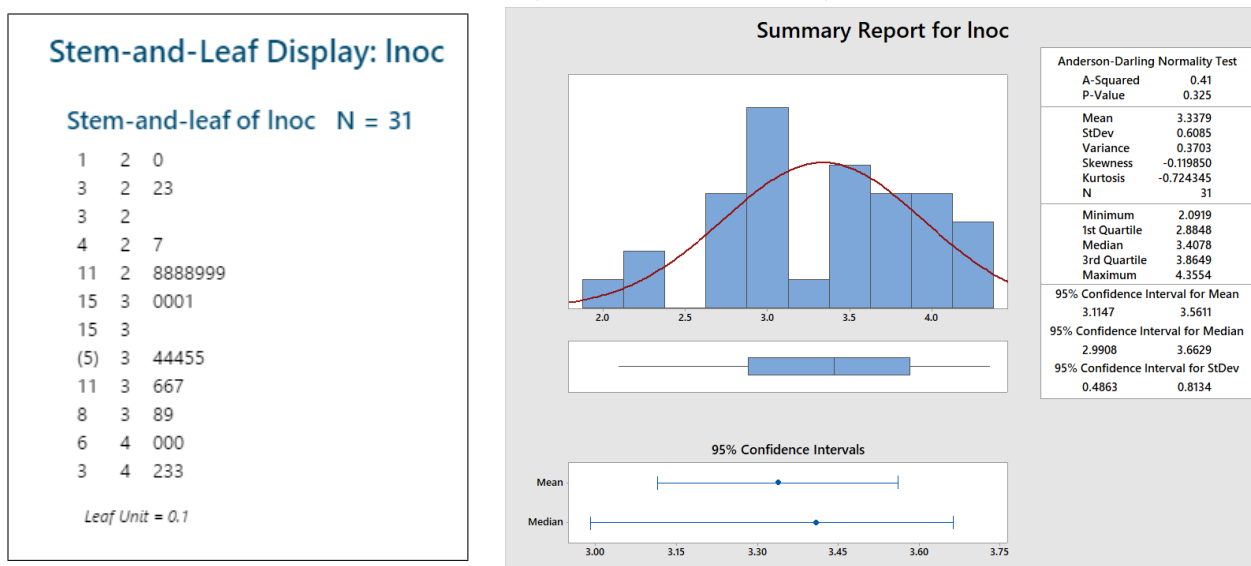 Stem-and-Leaf Display: lnoc
Stem-and-leaf of lnoc N = 31
1 2 0
3 2 23
3 2
4 2 7
11 2 8888999
15 3 0001
15 3
(5) 3 44455
11 3 667
8 3 89
6 4 000
3 4 233
Leaf Unit = 0.1
Summary Report for lnoc
2.0 2.5 3.0 3.5 4.0
Anderson-Darling Normality Test
A-Squared 0.41
P-Value 0.325
Mean 3.3379
StDev 0.6085
Variance 0.3703
Skewness -0.119850
Kurtosis -0.724345
N 31
Minimum 2.0919
1st Quartile 2.8848
Median 3.4078
3rd Quartile 3.8649
Maximum 4.3554
95% Confidence Interval for Mean
3.1147 3.5611
95% Confidence Interval for Median
2.9908 3.6629
95% Confidence Interval for StDev
0.4863 0.8134
95% Confidence Intervals
Mean
Median
3.00 3.15 3.30 3.45 3.60 3.75